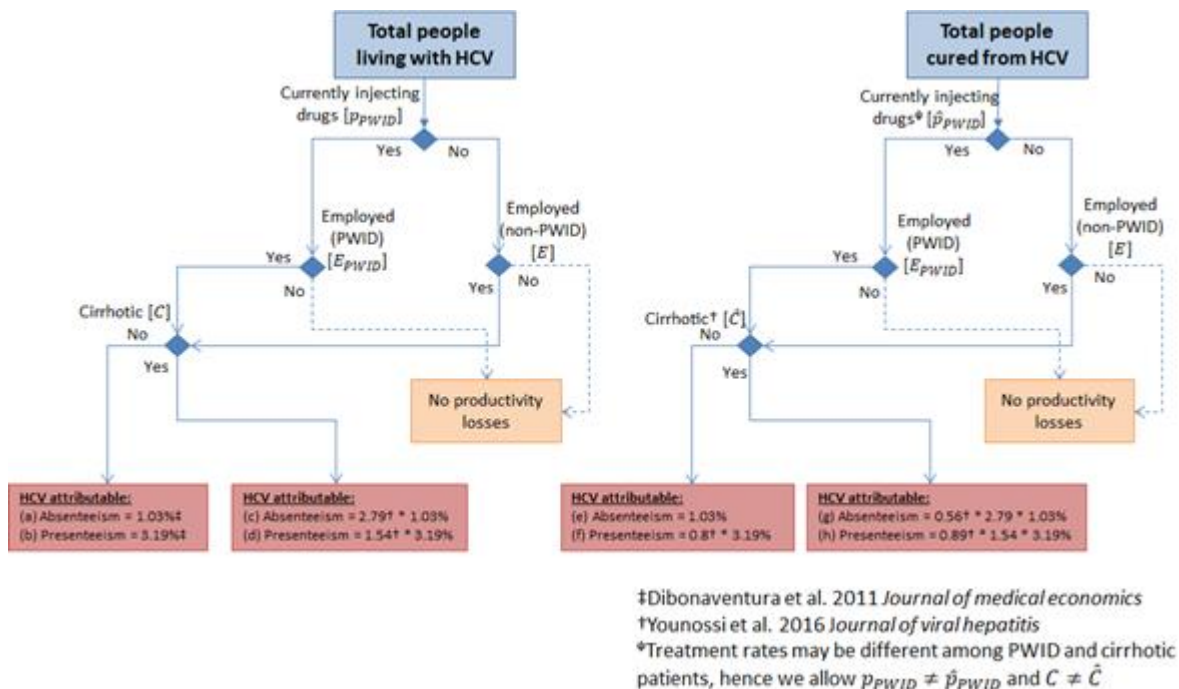 Total people
living with HCV
Currently injecting
drugs [p_PWID]
Yes
No
Employed
(PWID)
[E_PWID]
Employed
(non-PWID)
[E]
Yes
No
Yes
No
Cirrhotic [C]
No
Yes
No productivity
losses
HCV attributable:
(a) Absenteeism = 1.03%‡
(b) Presenteeism = 3.19%‡
HCV attributable:
(c) Absenteeism = 2.79† * 1.03%
(d) Presenteeism = 1.54† * 3.19%
Total people
cured from HCV
Currently injecting
drugs⸸ [p̂_PWID]
Yes
No
Employed
(PWID)
[E_PWID]
Employed
(non-PWID)
[E]
Yes
No
Yes
No
Cirrhotic† [Ĉ]
No
Yes
No productivity
losses
HCV attributable:
(e) Absenteeism = 1.03%
(f) Presenteeism = 0.8† * 3.19%
HCV attributable:
(g) Absenteeism = 0.56† * 2.79 * 1.03%
(h) Presenteeism = 0.89† * 1.54 * 3.19%
‡Dibonaventura et al. 2011 Journal of medical economics
†Younossi et al. 2016 Journal of viral hepatitis
⸸Treatment rates may be different among PWID and cirrhotic
patients, hence we allow p_PWID ≠ p̂_PWID and C ≠ Ĉ